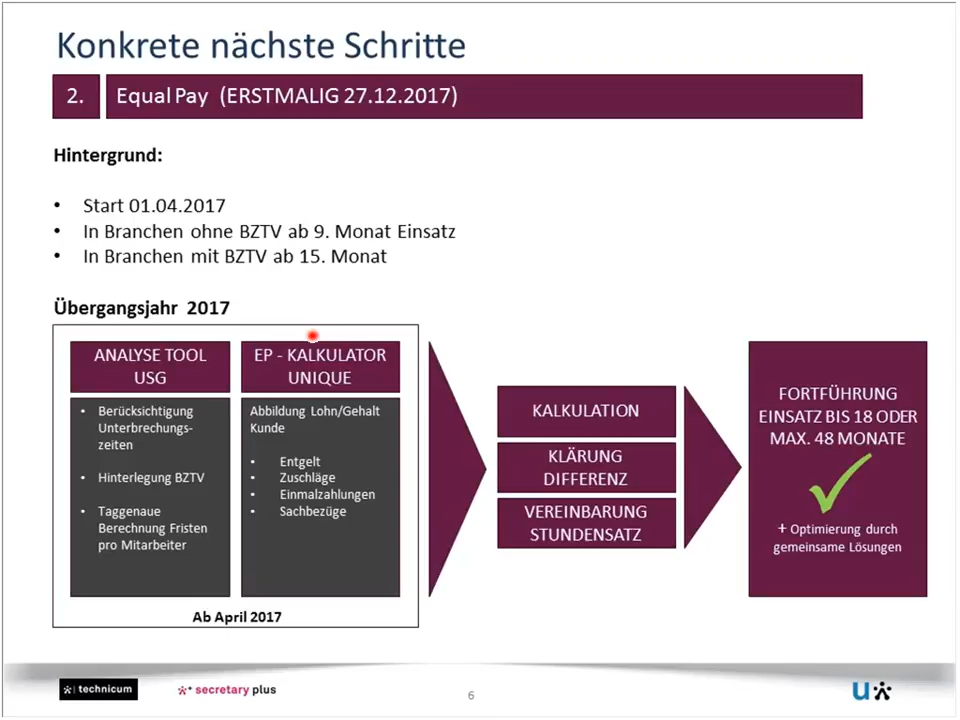 Konkrete nächste Schritte
2. Equal Pay (ERSTMALIG 27.12.2017)
Hintergrund:
• Start 01.04.2017
• In Branchen ohne BZTV ab 9. Monat Einsatz
• In Branchen mit BZTV ab 15. Monat
Übergangsjahr 2017
ANALYSE TOOL
USG
• Berücksichtigung
Unterbrechungs-
zeiten
• Hinterlegung BZTV
• Taggenaue
Berechnung Fristen
pro Mitarbeiter
EP - KALKULATOR
UNIQUE
Abbildung Lohn/Gehalt
Kunde
• Entgelt
• Zuschläge
• Einmalzahlungen
• Sachbezüge
Ab April 2017
KALKULATION
KLÄRUNG
DIFFERENZ
VEREINBARUNG
STUNDENSATZ
FORTFÜHRUNG
EINSATZ BIS 18 ODER
MAX. 48 MONATE
+ Optimierung durch
gemeinsame Lösungen
technicum
secretary plus
6
u